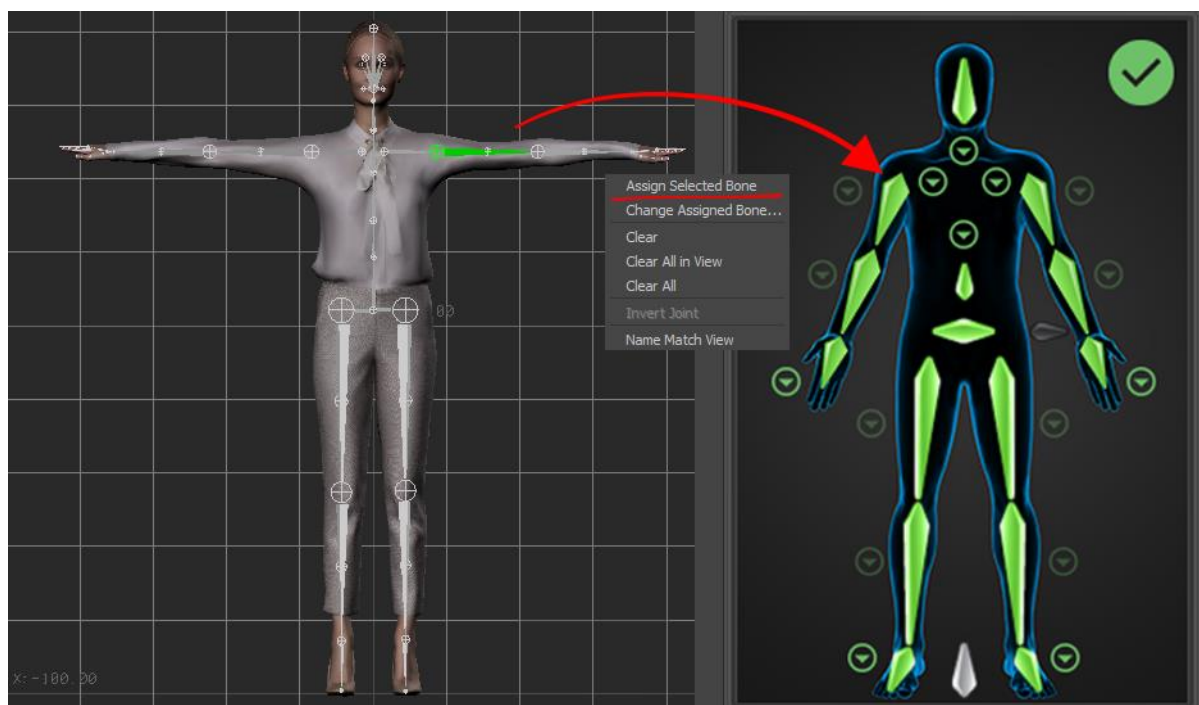 Assign Selected Bone
Change Assigned Bone...
Clear
Clear All in View
Clear All
Invert Joint
Name Match View
X:-100.00